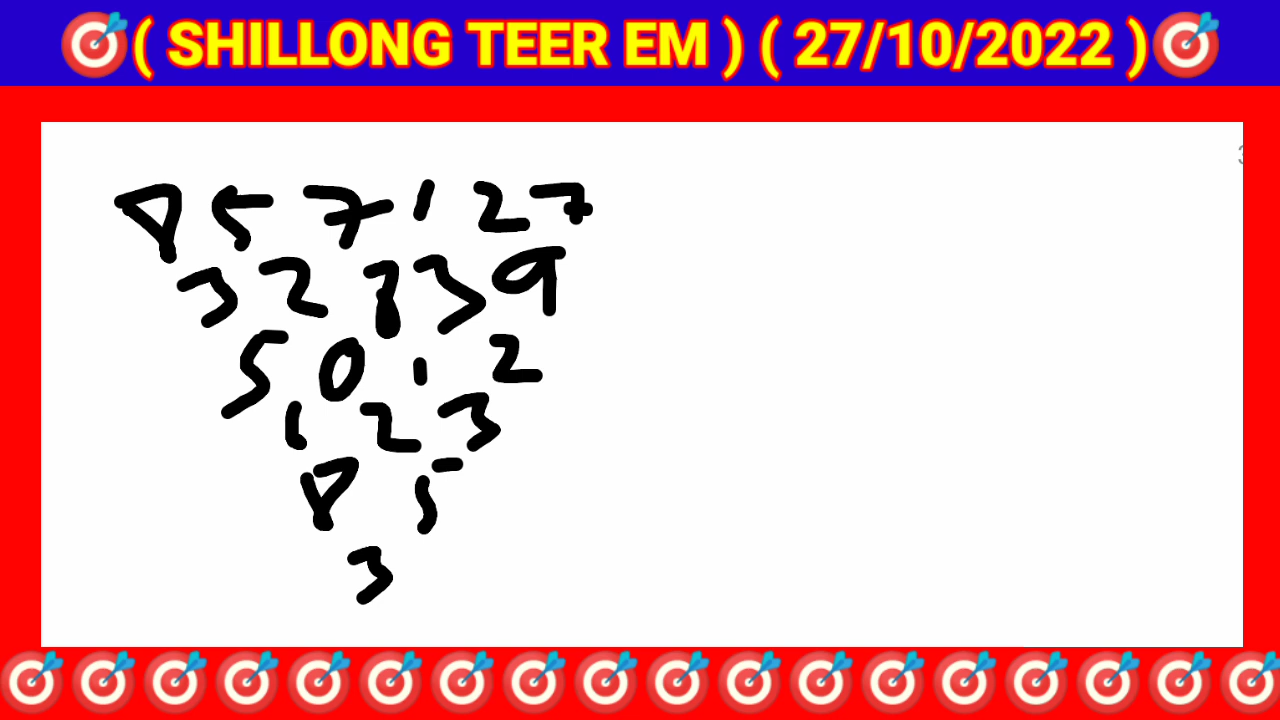 ( SHILLONG TEER EM ) ( 27/10/2022 )
8 5 7 1 2 7
3 2 8 3 9
5 0 1 2
1 2 3
8 5
3